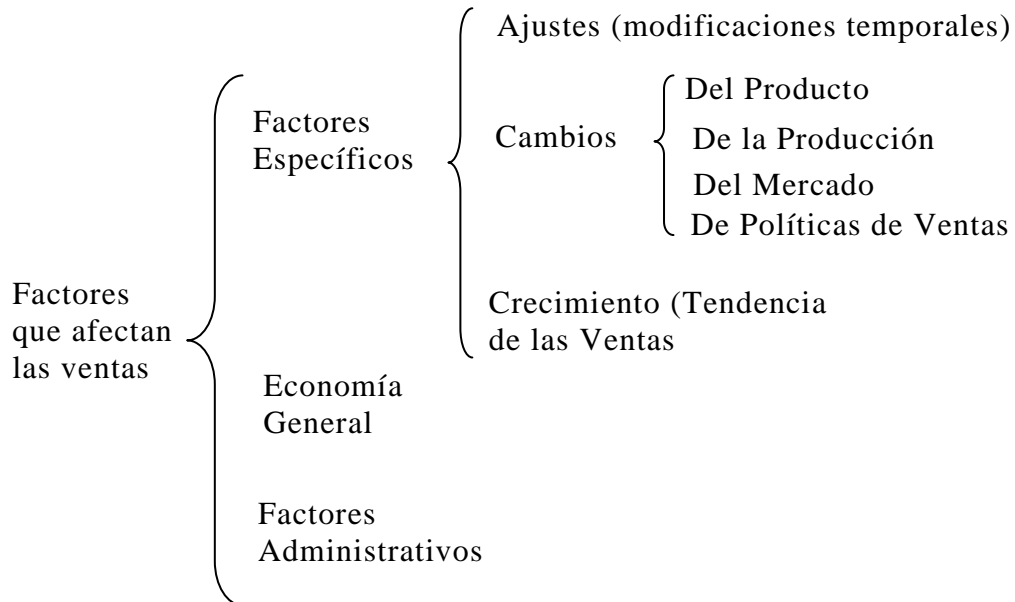 Factores
que afectan
las ventas
Factores
Específicos
Ajustes (modificaciones temporales)
Cambios
Del Producto
De la Producción
Del Mercado
De Políticas de Ventas
Crecimiento (Tendencia
de las Ventas
Economía
General
Factores
Administrativos